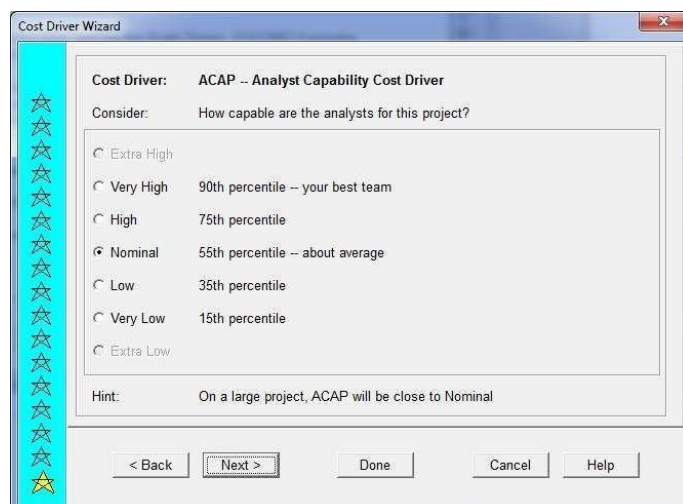 Cost Driver Wizard
Cost Driver: ACAP -- Analyst Capability Cost Driver
Consider: How capable are the analysts for this project?
Extra High
Very High 90th percentile -- your best team
High 75th percentile
Nominal 55th percentile -- about average
Low 35th percentile
Very Low 15th percentile
Extra Low
Hint: On a large project, ACAP will be close to Nominal
< Back Next > Done Cancel Help